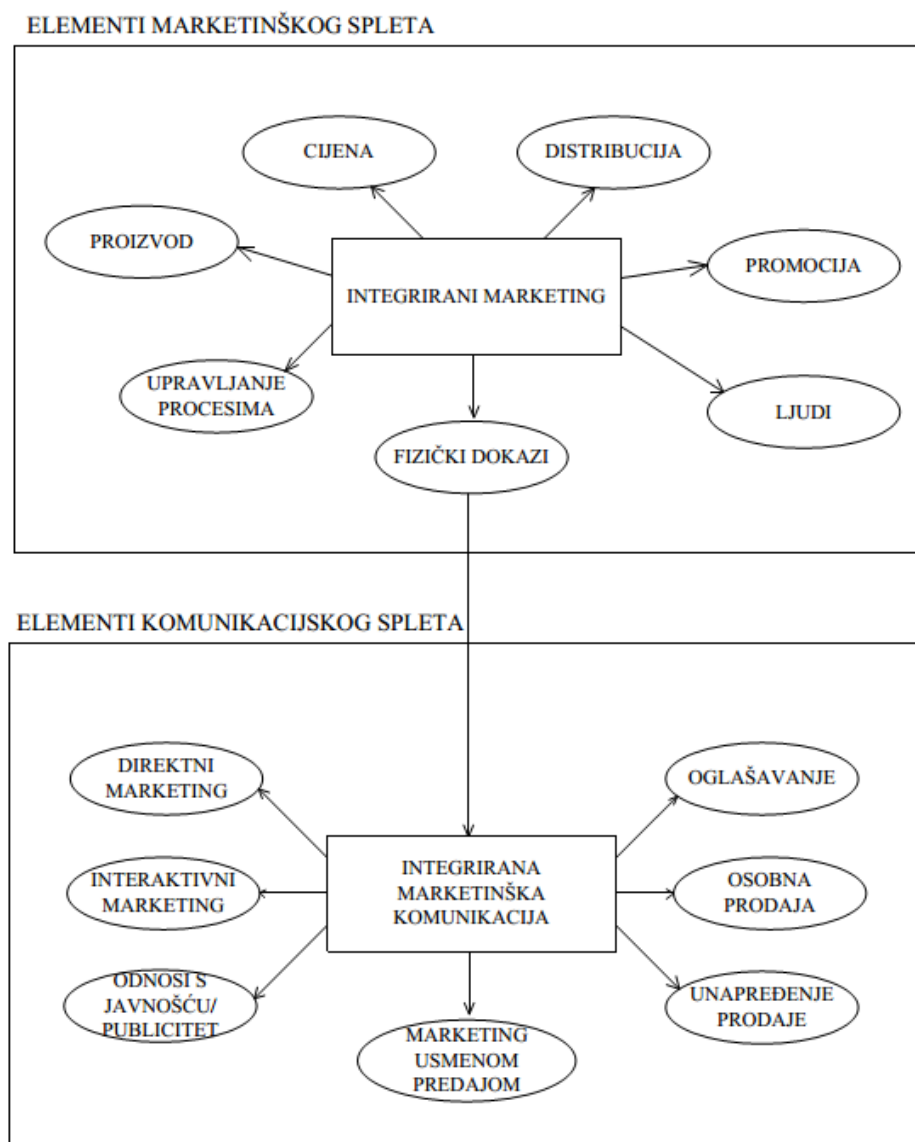 ELEMENTI MARKETINŠKOG SPLETA
CIJENA
DISTRIBUCIJA
PROIZVOD
INTEGRIRANI MARKETING
PROMOCIJA
UPRAVLJANJE
PROCESIMA
LJUDI
FIZIČKI DOKAZI
ELEMENTI KOMUNIKACIJSKOG SPLETA
DIREKTNI
MARKETING
OGLAŠAVANJE
INTERAKTIVNI
MARKETING
INTEGRIRANA
MARKETINŠKA
KOMUNIKACIJA
OSOBNA
PRODAJA
ODNOSI S
JAVNOŠĆU/
PUBLICITET
MARKETING
USMENOM
PREDAJOM
UNAPREĐENJE
PRODAJE